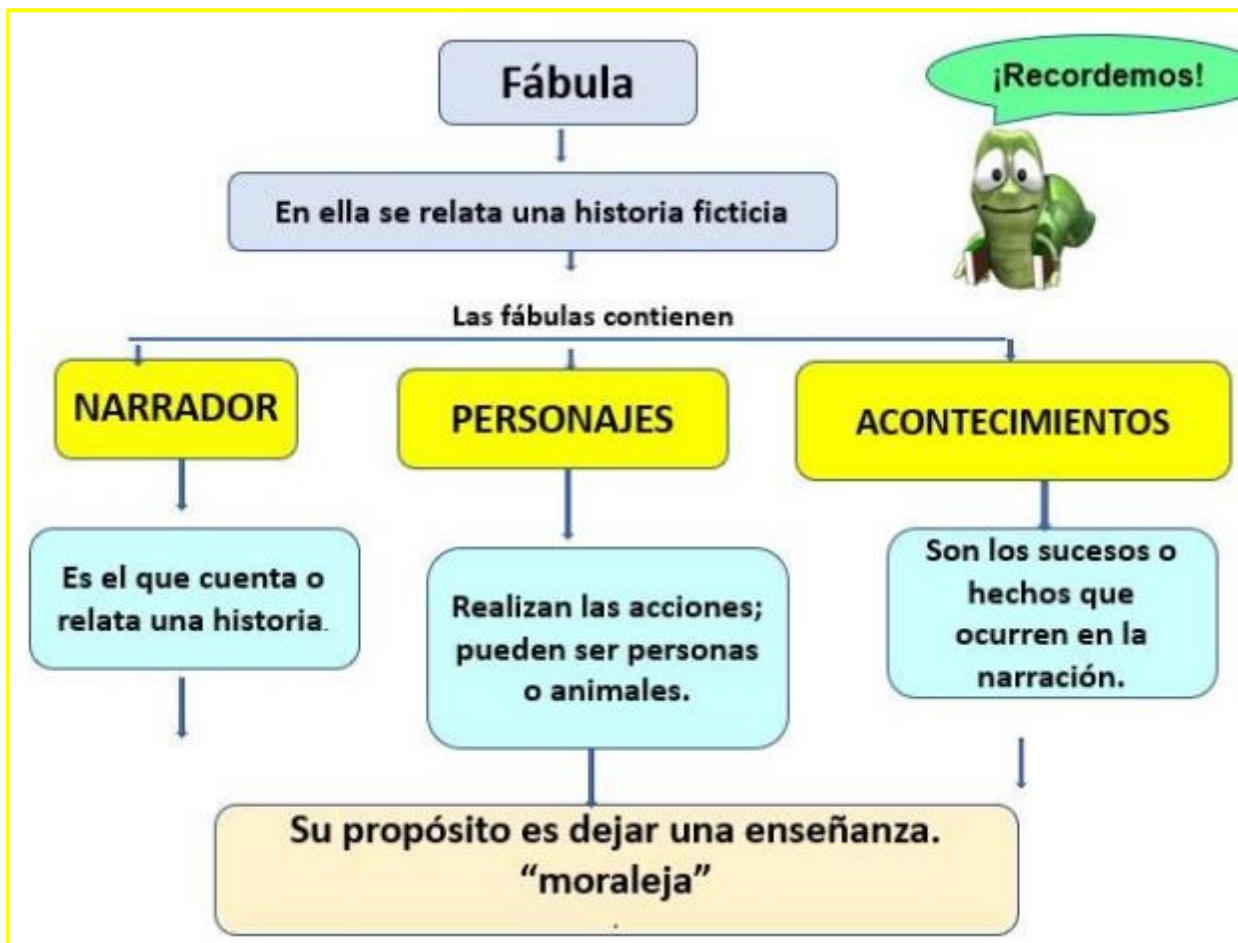 Fábula
¡Recordemos!
En ella se relata una historia ficticia
Las fábulas contienen
NARRADOR
PERSONAJES
ACONTECIMIENTOS
Es el que cuenta o
relata una historia.
Realizan las acciones;
pueden ser personas
o animales.
Son los sucesos o
hechos que
ocurren en la
narración.
Su propósito es dejar una enseñanza.
“moraleja”
.